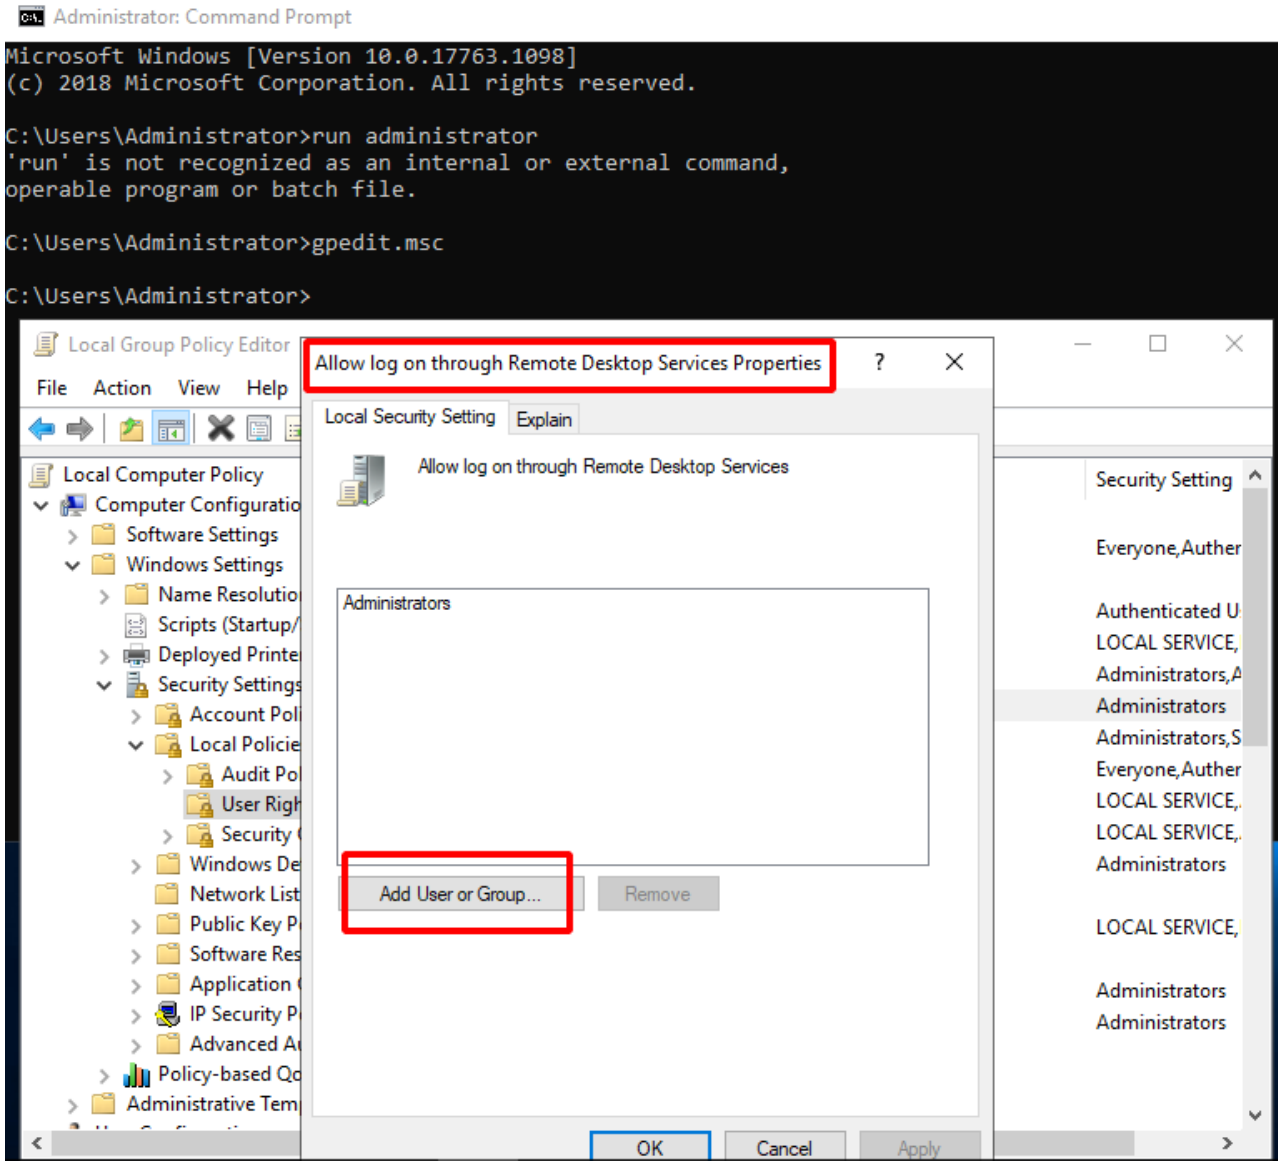 Administrator: Command Prompt
Microsoft Windows [Version 10.0.17763.1098]
(c) 2018 Microsoft Corporation. All rights reserved.
C:\Users\Administrator>run administrator
'run' is not recognized as an internal or external command,
operable program or batch file.
C:\Users\Administrator>gpedit.msc
C:\Users\Administrator>
Local Group Policy Editor
File Action View Help
Allow log on through Remote Desktop Services Properties ?
Local Security Setting Explain
Allow log on through Remote Desktop Services
Administrators
Add User or Group... Remove
OK Cancel Apply
Local Computer Policy
Computer Configuratio
Software Settings
Windows Settings
Name Resolutio
Scripts (Startup/
Deployed Printe
Security Settings
Account Poli
Local Policie
Audit Pol
User Righ
Security
Windows De
Network List
Public Key P
Software Res
Application
IP Security P
Advanced Au
Policy-based Qo
Administrative Tem
Security Setting
Everyone,Auther
Authenticated U
LOCAL SERVICE,
Administrators,A
Administrators
Administrators,S
Everyone,Auther
LOCAL SERVICE,
LOCAL SERVICE,
Administrators
LOCAL SERVICE,
Administrators
Administrators